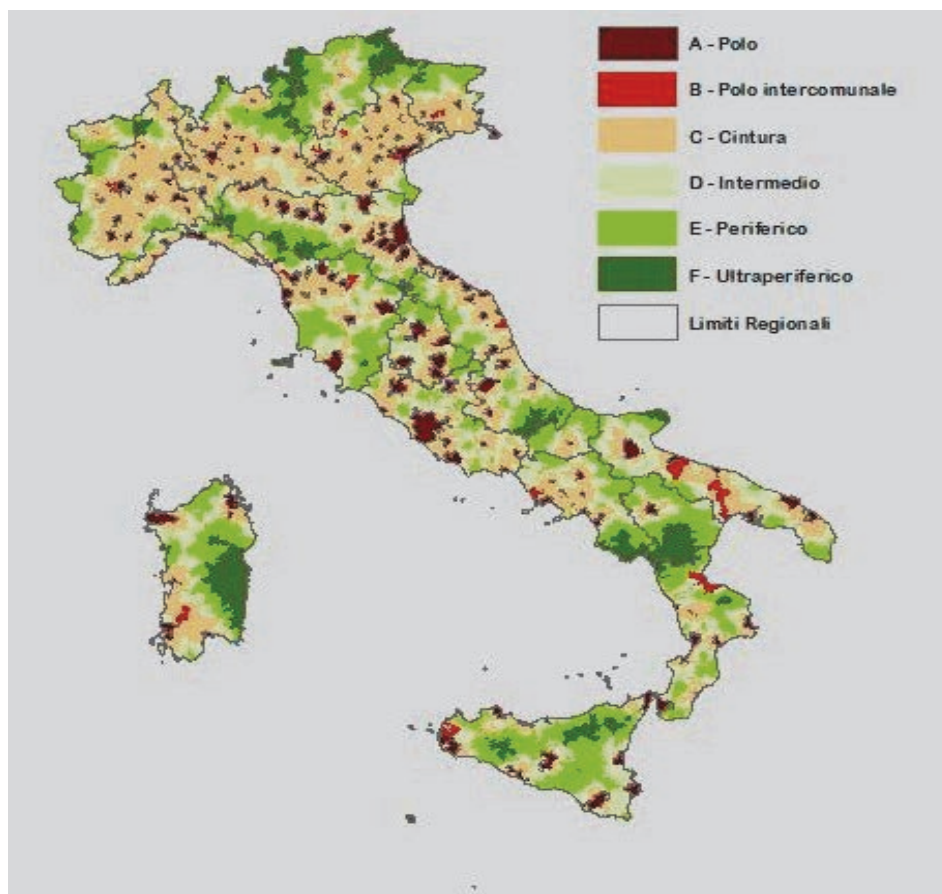 A - Polo
B - Polo intercomunale
C - Cintura
D - Intermedio
E - Periferico
F - Ultraperiferico
Limiti Regionali